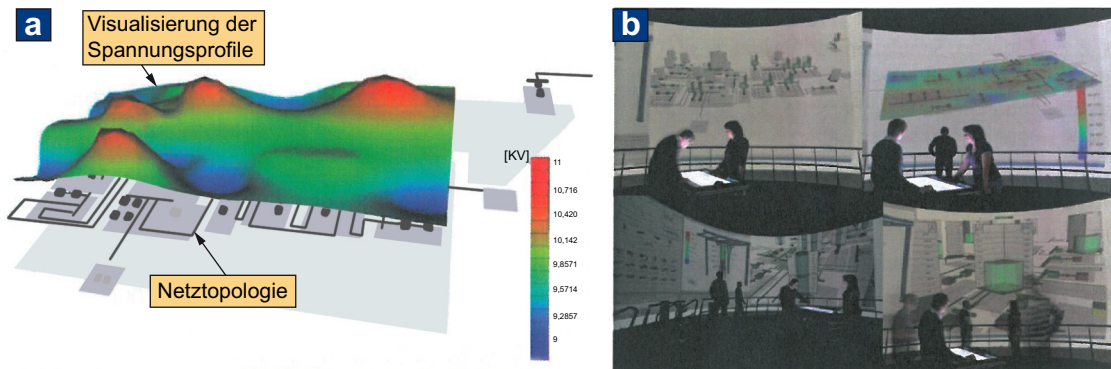 a
Visualisierung der
Spannungsprofile
[KV]
11
10,716
10,420
10,142
9,8571
9,5714
9,2857
9
Netztopologie
b